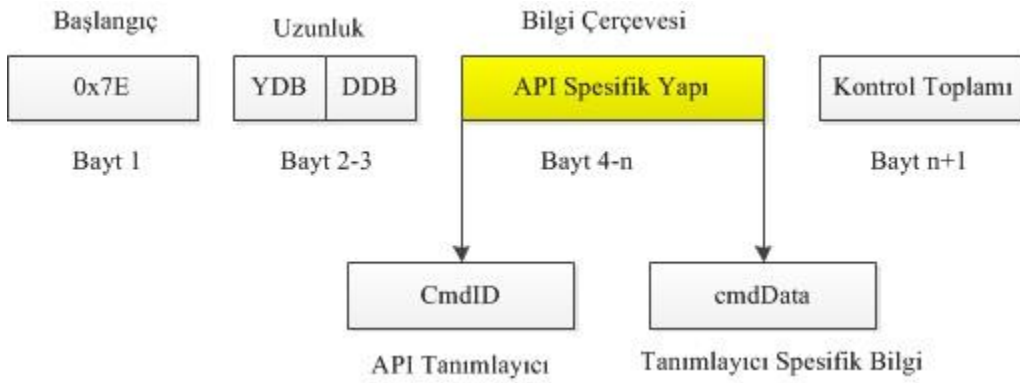 Başlangıç
Uzunluk
Bilgi Çerçevesi
0x7E
YDB
DDB
API Spesifik Yapı
Kontrol Toplamı
Bayt 1
Bayt 2-3
Bayt 4-n
Bayt n+1
CmdID
cmdData
API Tanımlayıcı
Tanımlayıcı Spesifik Bilgi